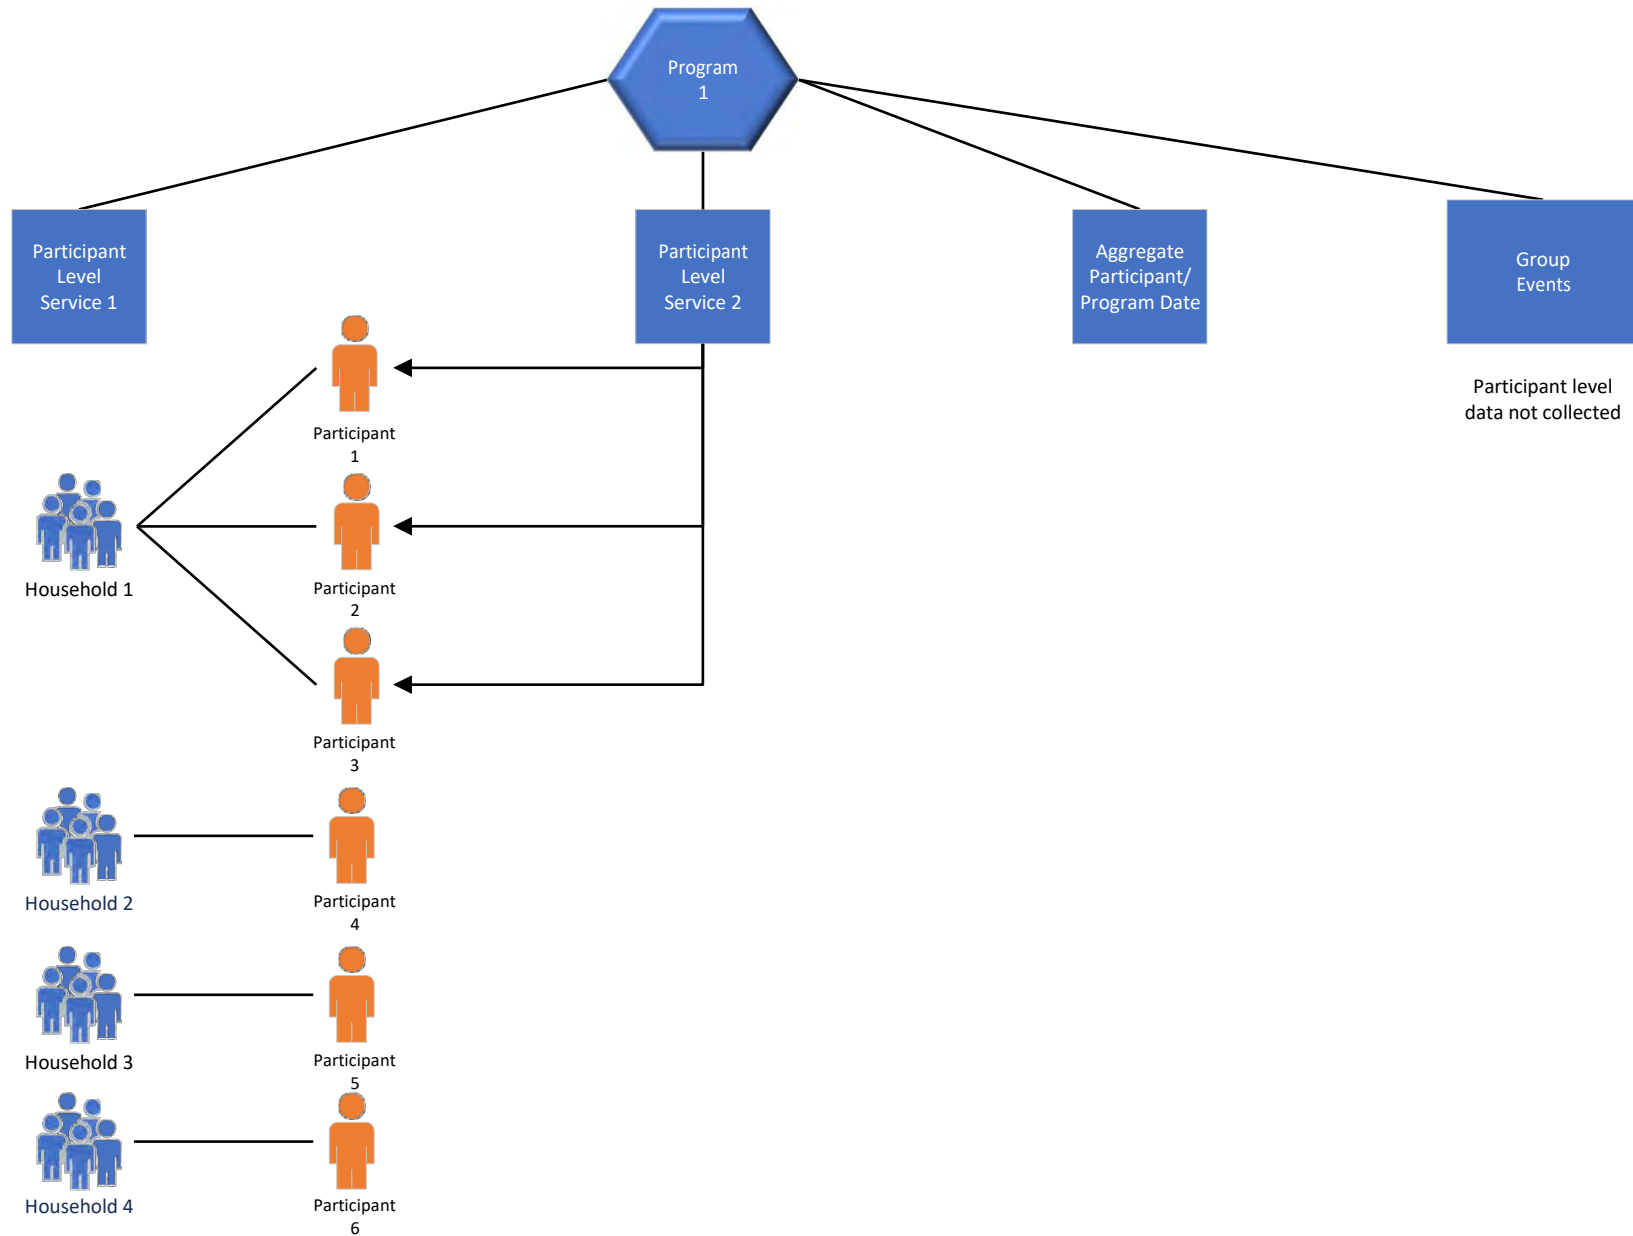 Program
1
Participant
Level
Service 1
Participant
Level
Service 2
Aggregate
Participant/
Program Date
Group
Events
Participant level
data not collected
Participant
1
Household 1
Participant
2
Participant
3
Household 2
Participant
4
Household 3
Participant
5
Household 4
Participant
6